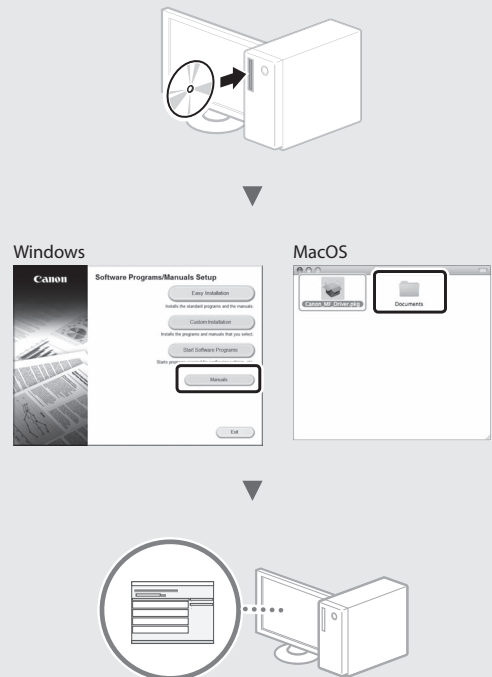 Windows
MacOS
Canon
Software Programs/Manuals Setup
Easy Installation
Installs the standard programs and the manuals.
Custom Installation
Installs the programs and manuals that you select.
Start Software Programs
Manuals
Exit
Canon_MF_Driver.pkg
Documents